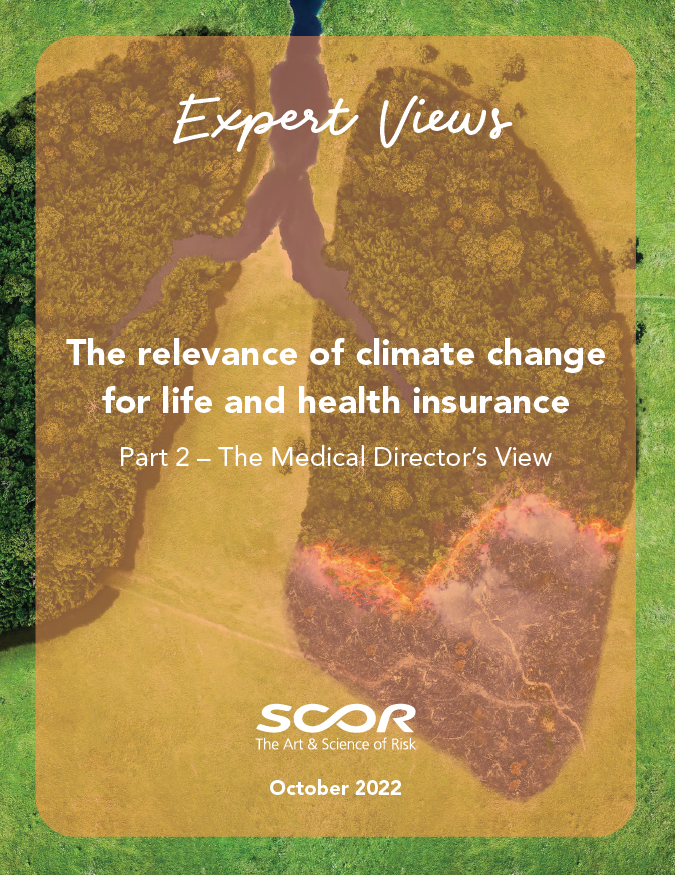 Expert Views
The relevance of climate change
for life and health insurance
Part 2 – The Medical Director’s View
SCOR
The Art & Science of Risk
October 2022